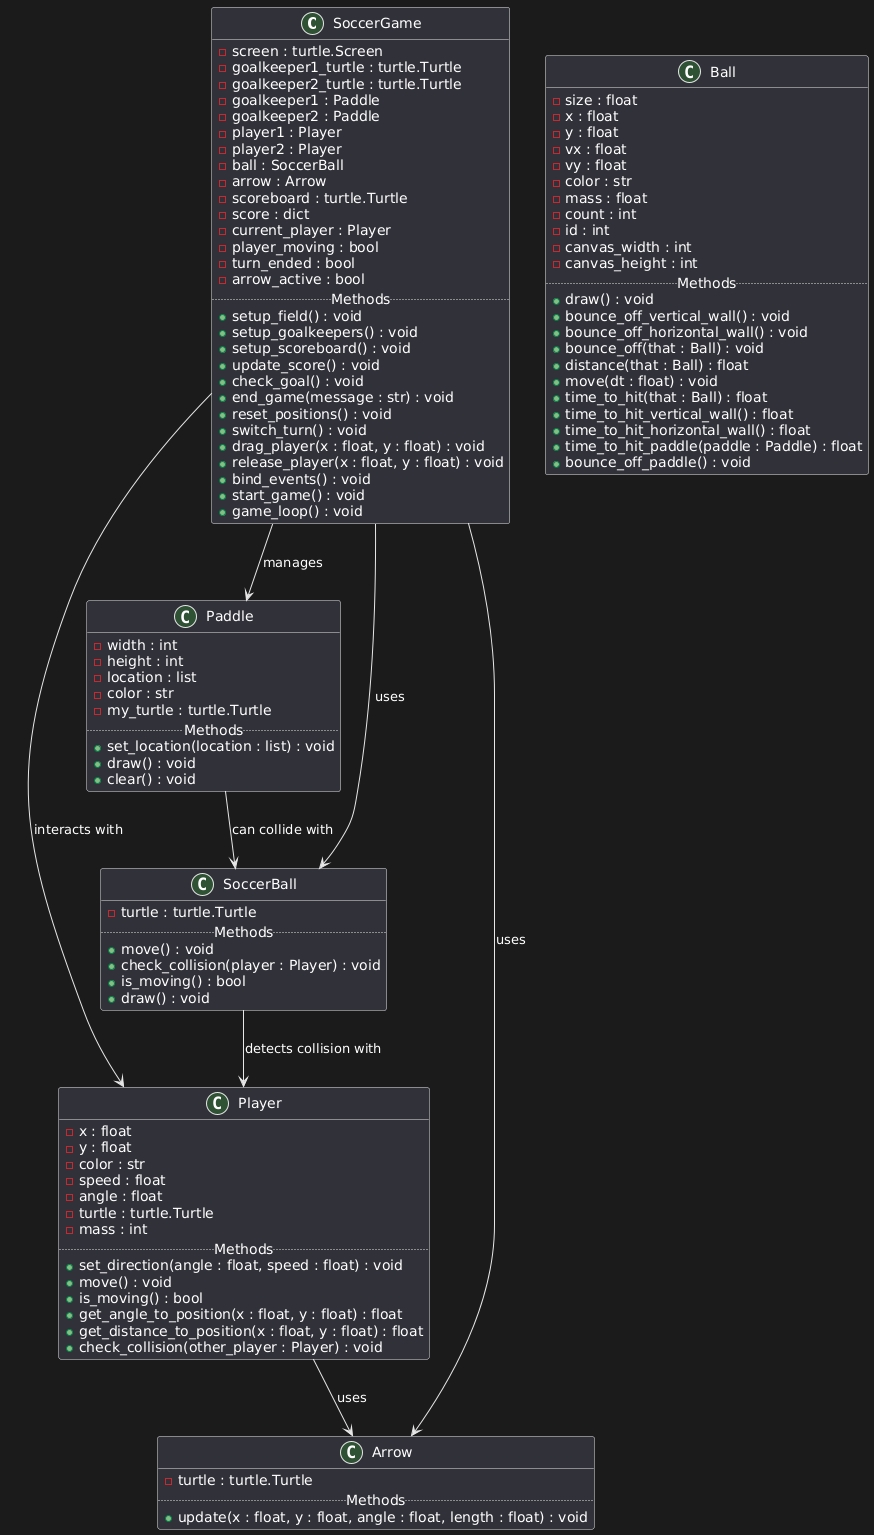 C SoccerGame
screen : turtle.Screen
goalkeeper1_turtle : turtle.Turtle
goalkeeper2_turtle : turtle.Turtle
goalkeeper1 : Paddle
goalkeeper2 : Paddle
player1 : Player
player2 : Player
ball : SoccerBall
arrow : Arrow
scoreboard : turtle.Turtle
score : dict
current_player : Player
player_moving : bool
turn_ended : bool
arrow_active : bool
Methods
setup_field() : void
setup_goalkeepers() : void
setup_scoreboard() : void
update_score() : void
check_goal() : void
end_game(message : str) : void
reset_positions() : void
switch_turn() : void
drag_player(x : float, y : float) : void
release_player(x : float, y : float) : void
bind_events() : void
start_game() : void
game_loop() : void
C Ball
size : float
x : float
y : float
vx : float
vy : float
color : str
mass : float
count : int
id : int
canvas_width : int
canvas_height : int
Methods
draw() : void
bounce_off_vertical_wall() : void
bounce_off_horizontal_wall() : void
bounce_off(that : Ball) : void
distance(that : Ball) : float
move(dt : float) : void
time_to_hit(that : Ball) : float
time_to_hit_vertical_wall() : float
time_to_hit_horizontal_wall() : float
time_to_hit_paddle(paddle : Paddle) : float
bounce_off_paddle() : void
manages
C Paddle
width : int
height : int
location : list
color : str
my_turtle : turtle.Turtle
Methods
set_location(location : list) : void
draw() : void
clear() : void
uses
interacts with
can collide with
C SoccerBall
turtle : turtle.Turtle
Methods
move() : void
check_collision(player : Player) : void
is_moving() : bool
draw() : void
uses
detects collision with
C Player
x : float
y : float
color : str
speed : float
angle : float
turtle : turtle.Turtle
mass : int
Methods
set_direction(angle : float, speed : float) : void
move() : void
is_moving() : bool
get_angle_to_position(x : float, y : float) : float
get_distance_to_position(x : float, y : float) : float
check_collision(other_player : Player) : void
uses
C Arrow
turtle : turtle.Turtle
Methods
update(x : float, y : float, angle : float, length : float) : void